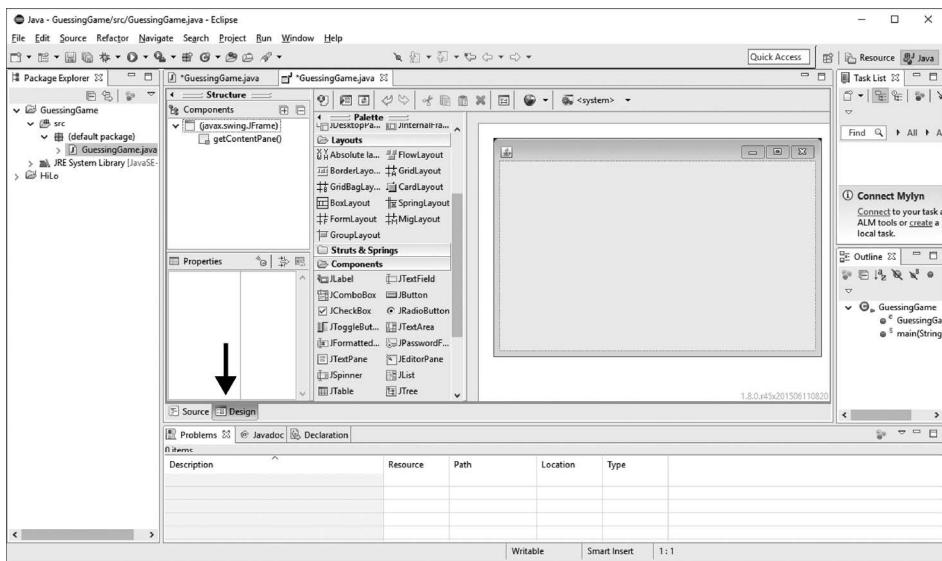 Java - GuessingGame/src/GuessingGame.java - Eclipse
File Edit Source Refactor Navigate Search Project Run Window Help
Quick Access
Resource
Java
Package Explorer
GuessingGame
src
(default package)
GuessingGame.java
JRE System Library [JavaSE-
HiLo
*GuessingGame.java
*GuessingGame.java
Structure
Components
(javax.swing.JFrame)
getContentPane()
Properties
<system>
Palette
JDesktopPa... JInternalFra...
Layouts
Absolute la... FlowLayout
BorderLayo... GridLayout
GridBagLay... CardLayout
BoxLayout SpringLayout
FormLayout MigLayout
GroupLayout
Struts & Springs
Components
JLabel JTextField
JComboBox JButton
JCheckBox JRadioButton
JToggleBut... JTextArea
JFormatted... JPasswordF...
JTextPane JEditorPane
JSpinner JList
JTable JTree
1.8.0.r45x201506110820
Source Design
Task List
Find All A
Connect Mylyn
Connect to your task a
ALM tools or create a
local task.
Outline
GuessingGame
GuessingGa
main(String
Problems Javadoc Declaration
0 items
Description Resource Path Location Type
Writable Smart Insert 1 : 1